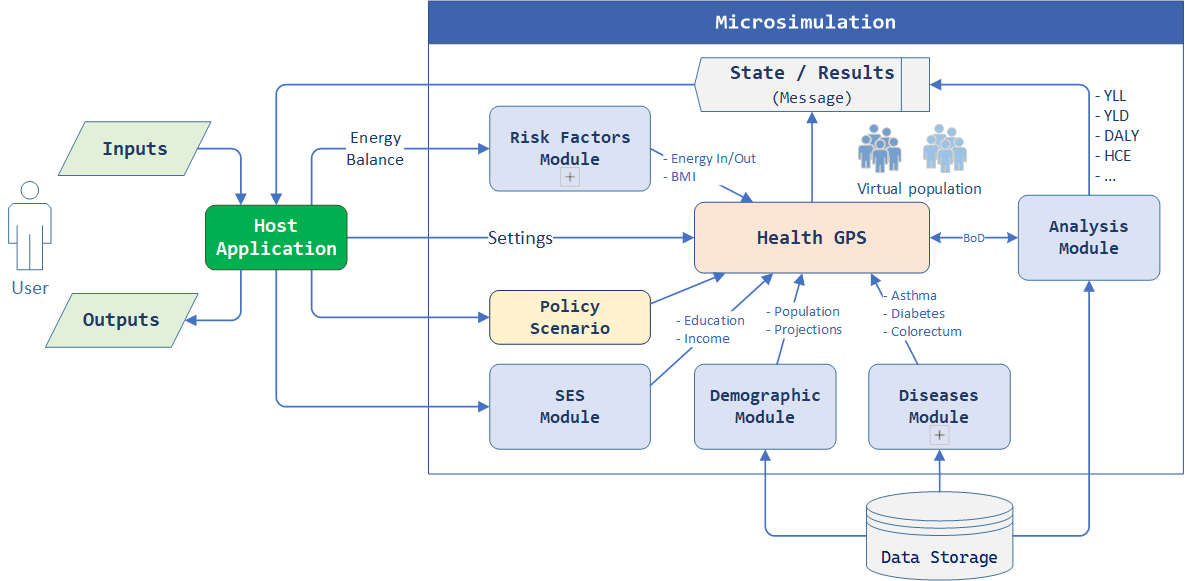 Microsimulation
State / Results
(Message)
- YLL
- YLD
- DALY
- HCE
- ...
Inputs
Energy
Balance
Risk Factors
Module
- Energy In/Out
- BMI
Virtual population
User
Host
Application
Settings
Health GPS
BoD
Analysis
Module
Outputs
Policy
Scenario
- Education
- Income
- Population
- Projections
- Asthma
- Diabetes
- Colorectum
SES
Module
Demographic
Module
Diseases
Module
Data Storage